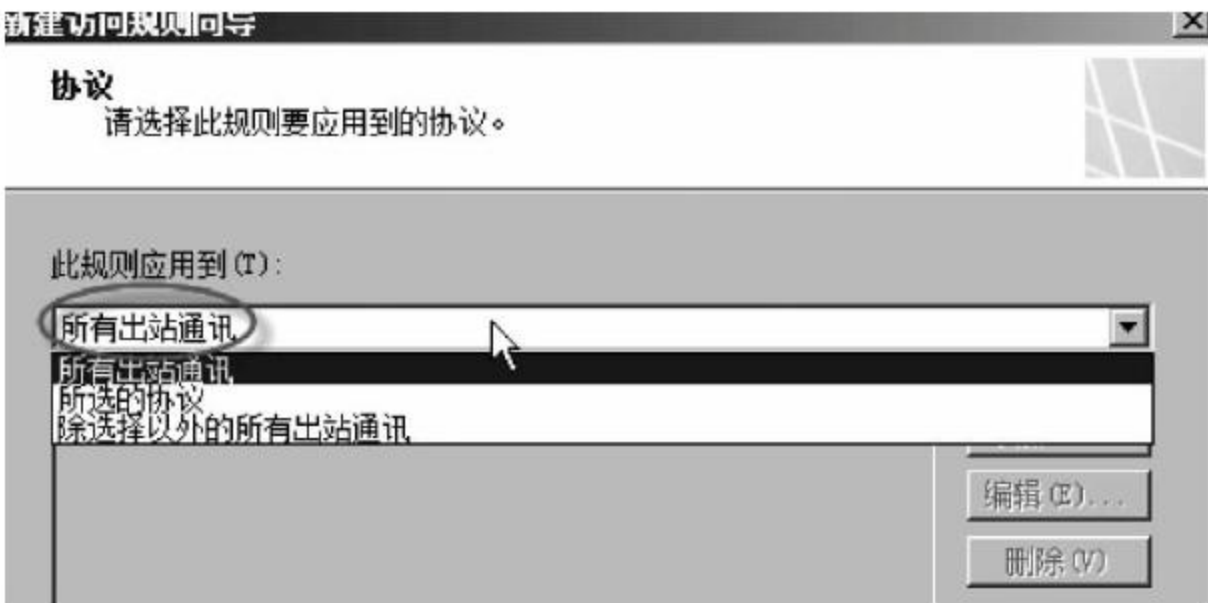 新建访问规则向导
协议
请选择此规则要应用到的协议。
此规则应用到(T):
所有出站通讯
所有出站通讯
所选的协议
除选择以外的所有出站通讯
编辑(E)...
删除(V)